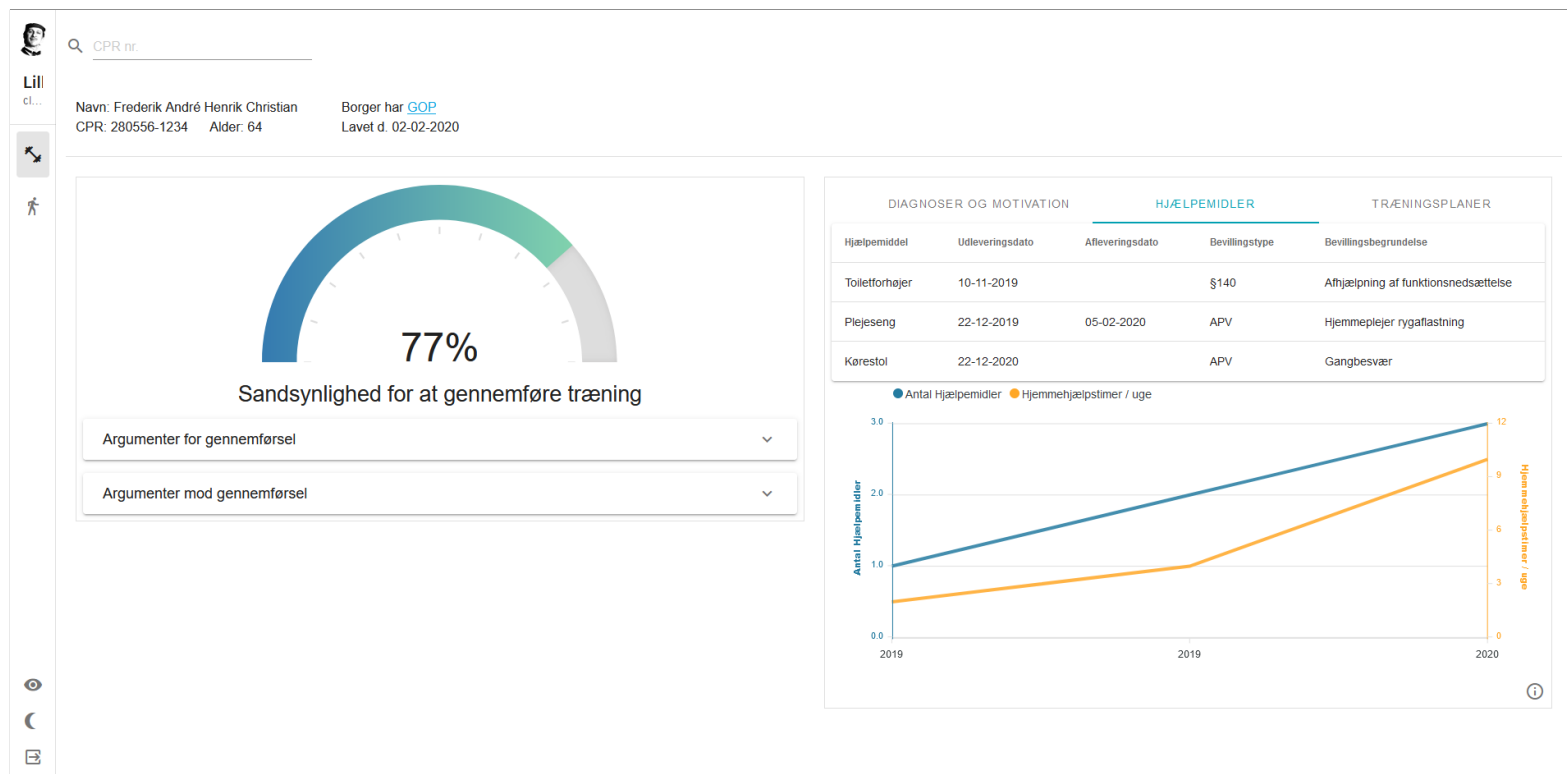 CPR nr.
Lill
cl...
Navn: Frederik André Henrik Christian
CPR: 280556-1234 Alder: 64
Borger har GOP
Lavet d. 02-02-2020
77%
Sandsynlighed for at gennemføre træning
Argumenter for gennemførsel
Argumenter mod gennemførsel
DIAGNOSER OG MOTIVATION HJÆLPEMIDLER TRÆNINGSPLANER
Hjælpemiddel Udleveringsdato Afleveringsdato Bevillingstype Bevillingsbegrundelse
Toiletforhøjer 10-11-2019 §140 Afhjælpning af funktionsnedsættelse
Plejeseng 22-12-2019 05-02-2020 APV Hjemmeplejer rygaflastning
Kørestol 22-12-2020 APV Gangbesvær
Antal Hjælpemidler Hjemmehjælpstimer / uge
3.0
2.0
1.0
0.0
Antal Hjælpemidler
12
9
6
3
0
Hjemmehjælpstimer / uge
2019 2019 2020